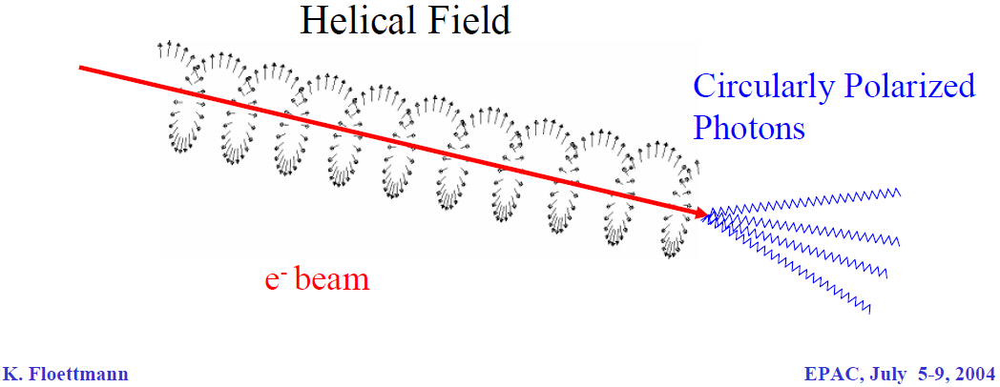 Helical Field
Circularly Polarized
Photons
e- beam
K. Floettmann
EPAC, July 5-9, 2004